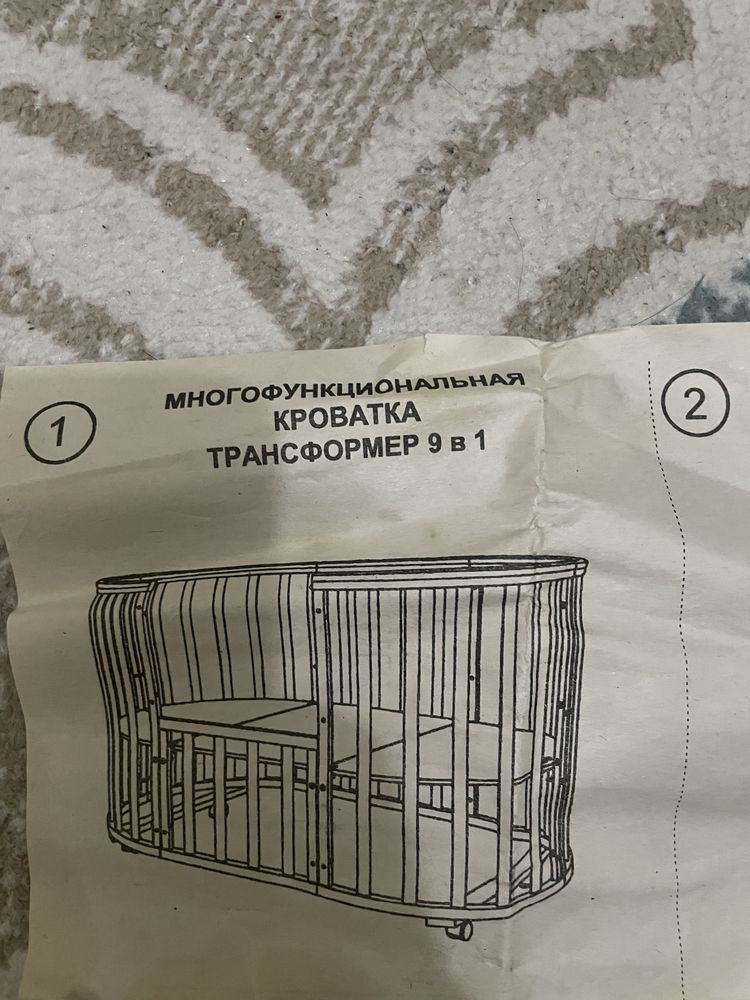 1
МНОГОФУНКЦИОНАЛЬНАЯ
КРОВАТКА
ТРАНСФОРМЕР 9 в 1
2